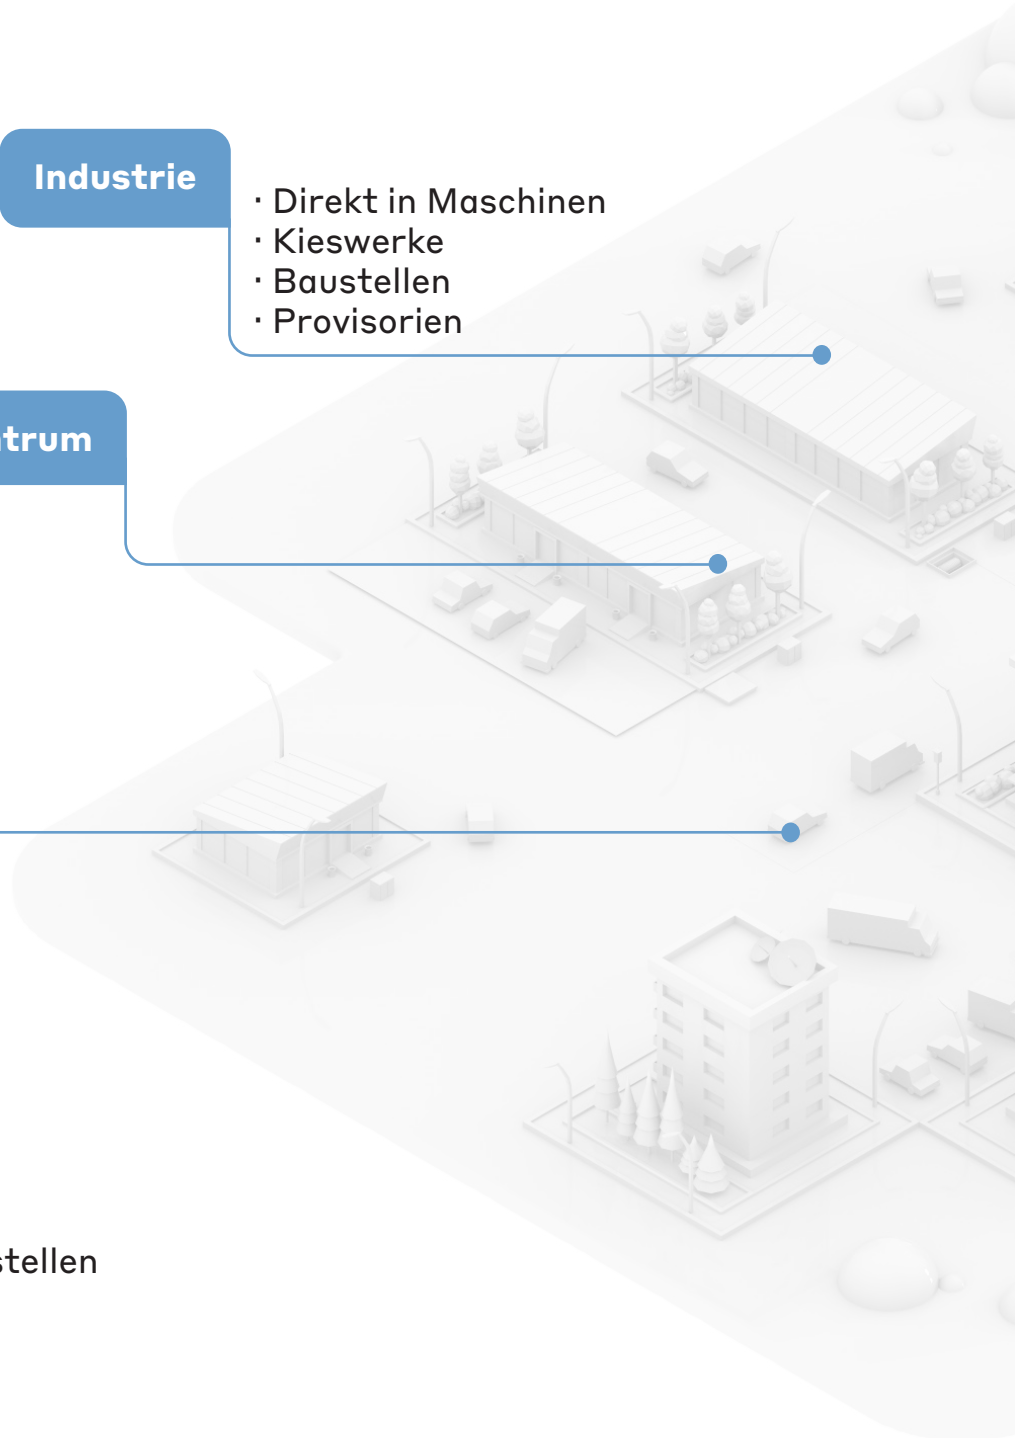 Industrie
· Direkt in Maschinen
· Kieswerke
· Baustellen
· Provisorien
trum
stellen